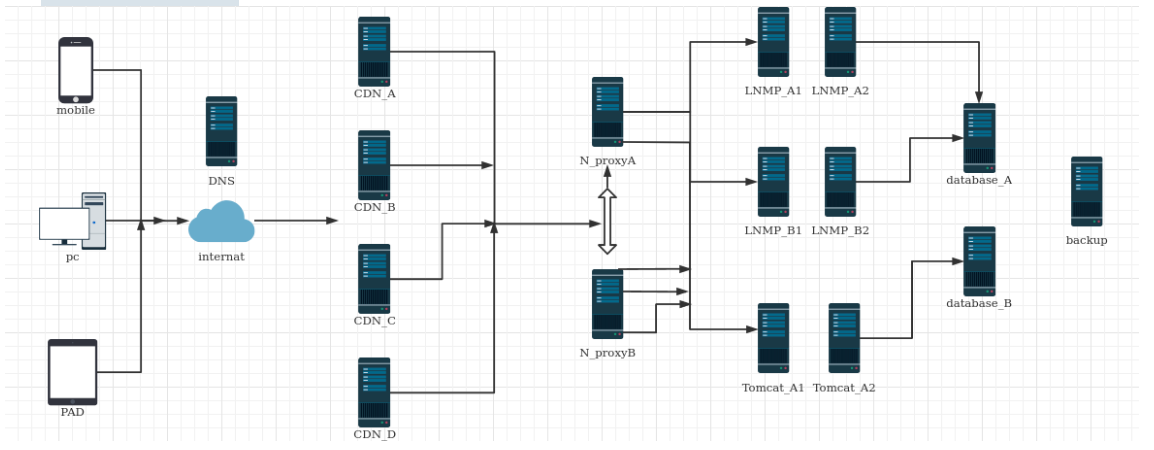 mobile
DNS
pc
internat
PAD
CDN_A
CDN_B
CDN_C
CDN_D
N_proxyA
N_proxyB
LNMP_A1 LNMP_A2
LNMP_B1 LNMP_B2
Tomcat_A1 Tomcat_A2
database_A
database_B
backup